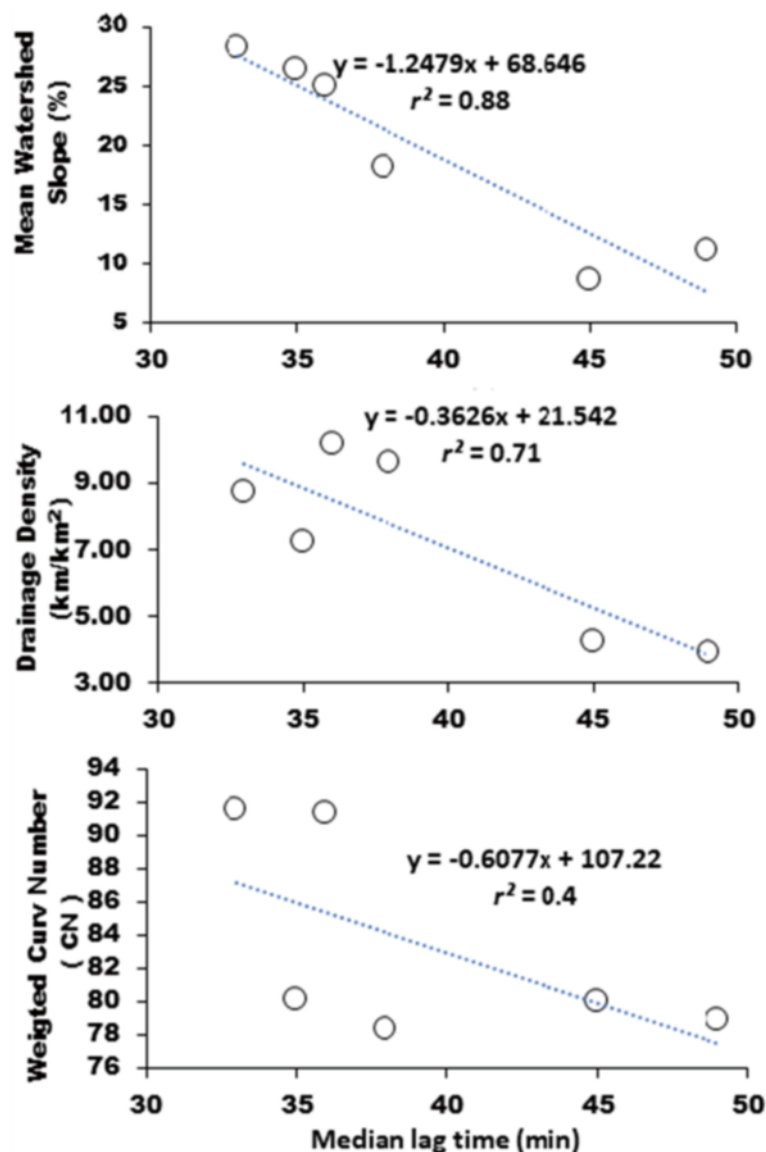 Mean Watershed
Slope (%)
30
25
20
15
10
5
y = -1.2479x + 68.646
r² = 0.88
30 35 40 45 50
Drainage Density
(km/km²)
11.00
9.00
7.00
5.00
3.00
y = -0.3626x + 21.542
r² = 0.71
30 35 40 45 50
Weigted Curv Number
( CN )
94
92
90
88
86
84
82
80
78
76
y = -0.6077x + 107.22
r² = 0.4
30 35 40 45 50
Median lag time (min)